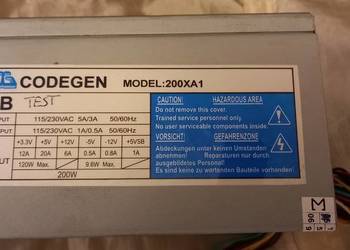 CODEGEN MODEL:200XA1
B TEST
PUT 115/230VAC 5A/3A 50/60Hz
PUT 115/230VAC 1A/0.5A 50/60Hz
PUT +3.3V +5V +12V -5V -12V +5VSB
12A 20A 6A 0.5A 0.8A 1A
120W Max. 9.6W Max.
200W
CAUTION! HAZARDOUS AREA
Do not remove this cover.
Trained service personnel only.
No user serviceable components inside.
VORSICHT! GEFAHRENZONE
Abdeckungen unter keinen Umständen
entfernen. Reparaturen nur durch
ausgebildetes Personal!
Es sind keine zu wartenden Bauteile vorhanden!
M